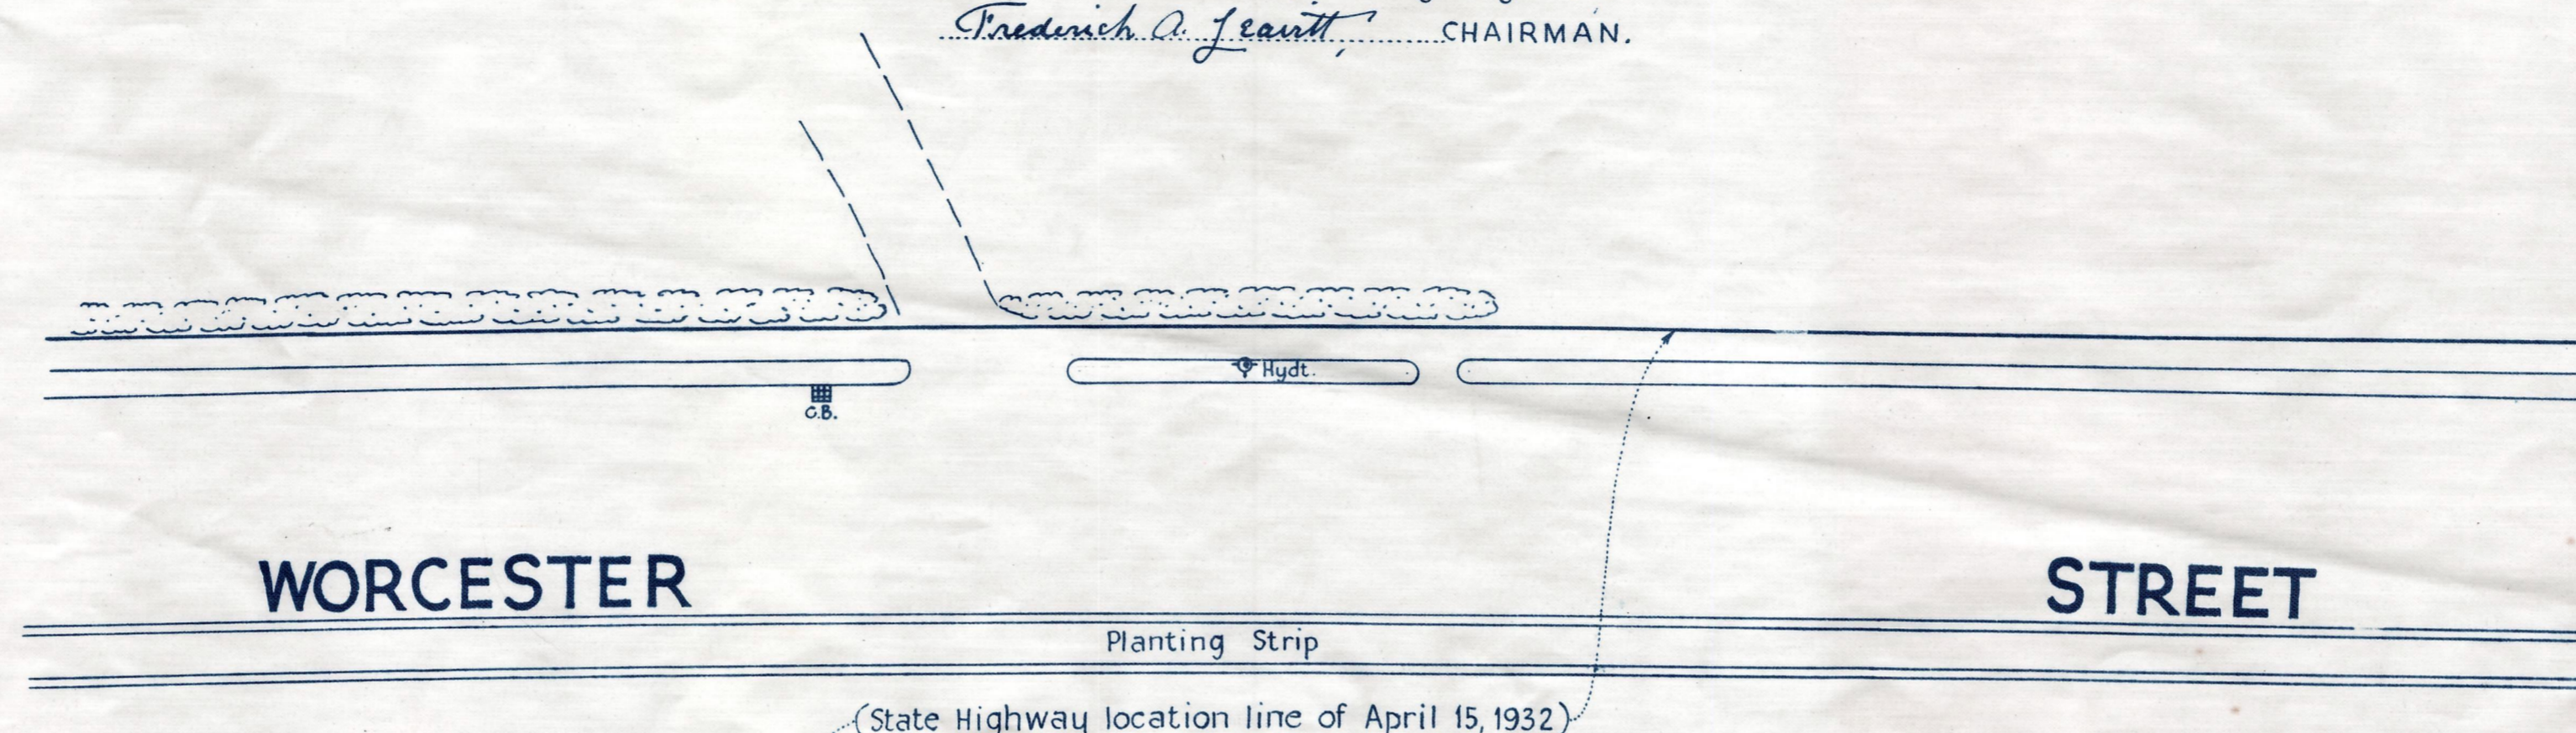 Frederick A. Leavitt, CHAIRMAN.
Hydt.
C.B.
WORCESTER STREET
Planting Strip
(State Highway location line of April 15, 1932)